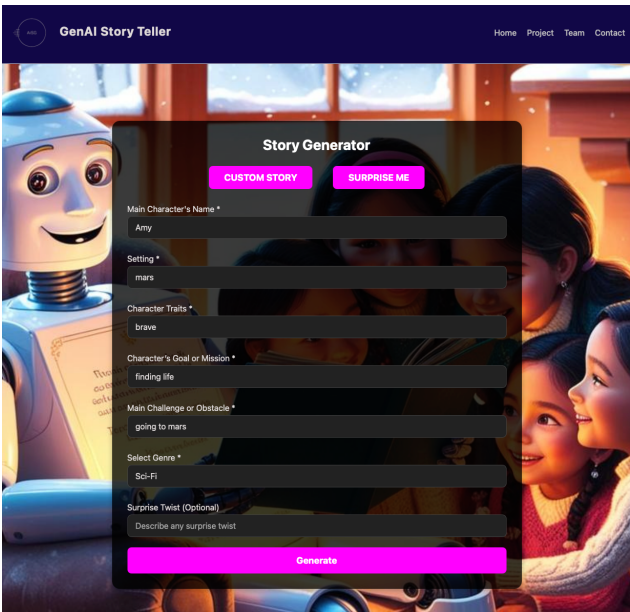 GenAI Story Teller
Home Project Team Contact
Story Generator
CUSTOM STORY SURPRISE ME
Main Character's Name *
Amy
Setting *
mars
Character Traits *
brave
Character's Goal or Mission *
finding life
Main Challenge or Obstacle *
going to mars
Select Genre *
Sci-Fi
Surprise Twist (Optional)
Describe any surprise twist
Generate